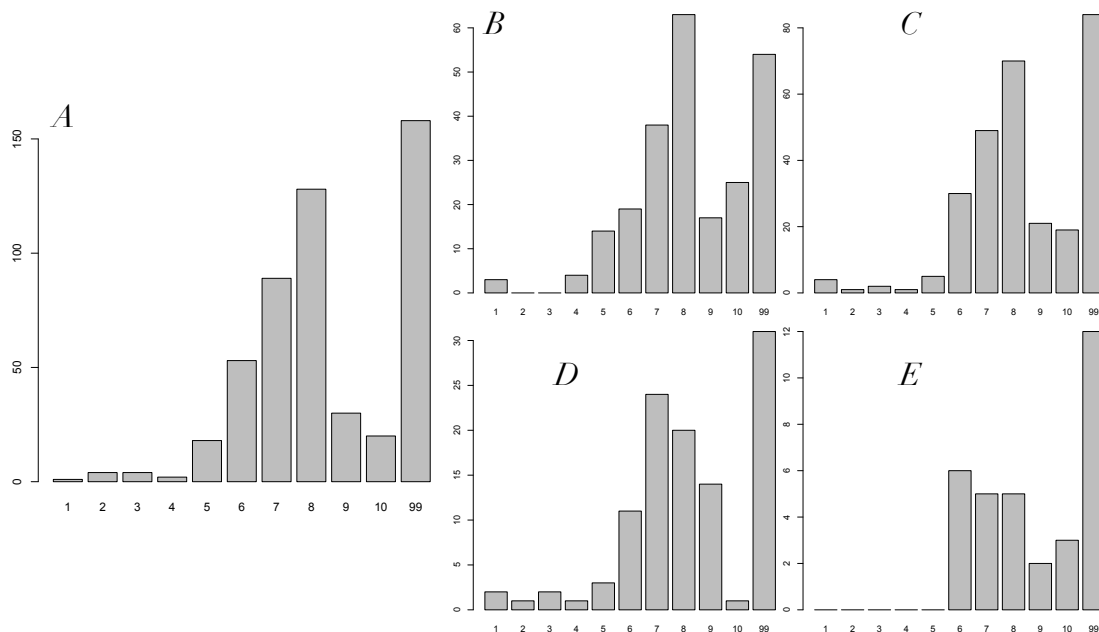 A
0 50 100 150
1 2 3 4 5 6 7 8 9 10 99
B
0 10 20 30 40 50 60
1 2 3 4 5 6 7 8 9 10 99
C
0 20 40 60 80
1 2 3 4 5 6 7 8 9 10 99
D
0 5 10 15 20 25 30
1 2 3 4 5 6 7 8 9 10 99
E
0 2 4 6 8 10 12
1 2 3 4 5 6 7 8 9 10 99